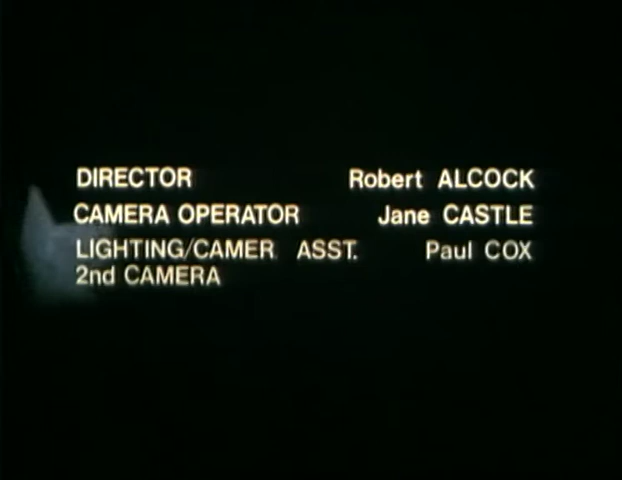 DIRECTOR Robert ALCOCK
CAMERA OPERATOR Jane CASTLE
LIGHTING/CAMER ASST. Paul COX
2nd CAMERA